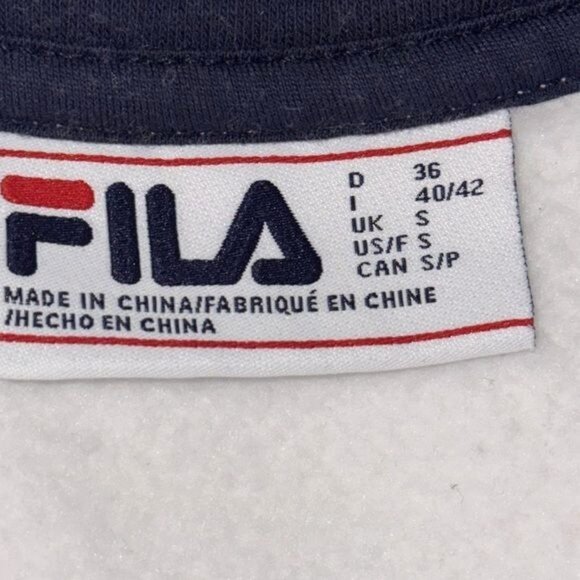 FILA
D 36
I 40/42
UK S
US/F S
CAN S/P
MADE IN CHINA/FABRIQUÉ EN CHINE
/HECHO EN CHINA